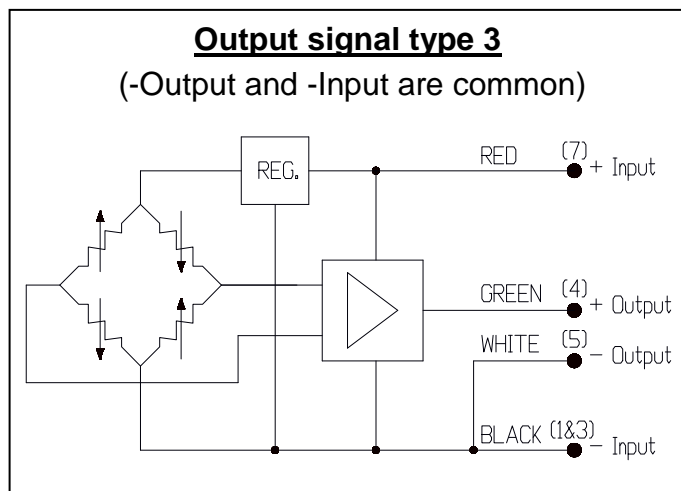 Output signal type 3
(-Output and -Input are common)
REG.
RED (7) + Input
GREEN (4) + Output
WHITE (5) - Output
BLACK (1&3) - Input